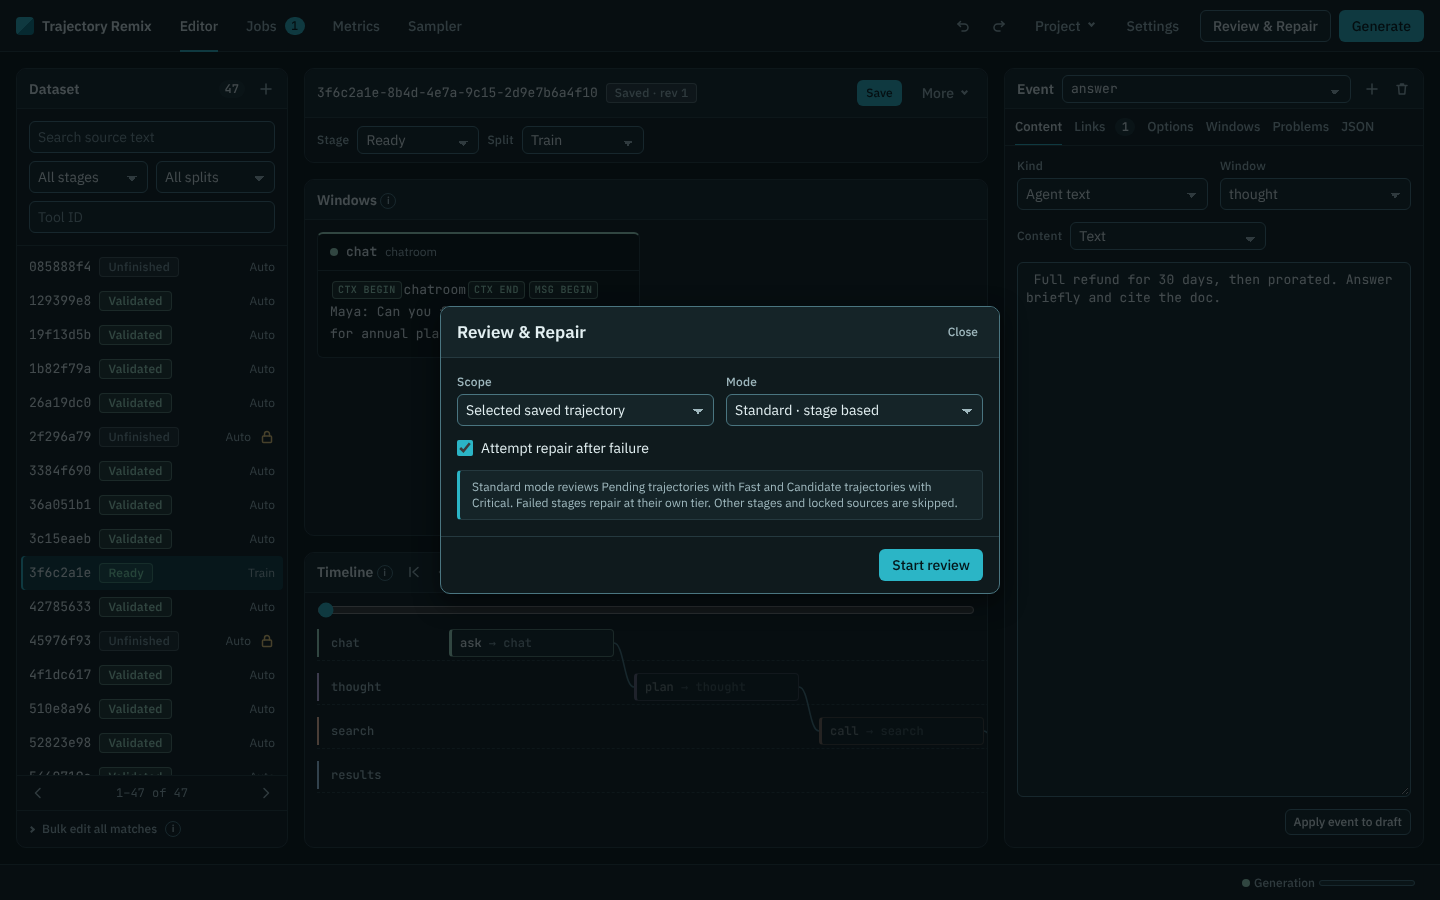 Trajectory Remix
Editor
Jobs 1
Metrics
Sampler
Project
Settings
Review & Repair
Generate
Dataset 47
Search source text
All stages
All splits
Tool ID
085888f4 Unfinished Auto
129399e8 Validated Auto
19f13d5b Validated Auto
1b82f79a Validated Auto
26a19dc0 Validated Auto
2f296a79 Unfinished Auto
3384f690 Validated Auto
36a051b1 Validated Auto
3c15eaeb Validated Auto
3f6c2a1e Ready Train
42785633 Validated Auto
45976f93 Unfinished Auto
4f1dc617 Validated Auto
510e8a96 Validated Auto
52823e98 Validated Auto
1–47 of 47
Bulk edit all matches
3f6c2a1e-8b4d-4e7a-9c15-2d9e7b6a4f10 Saved · rev 1
Save
More
Stage Ready Split Train
Windows
chat chatroom
CTX BEGIN chatroom CTX END MSG BEGIN
Maya: Can you
for annual pla
Review & Repair
Close
Scope
Selected saved trajectory
Mode
Standard · stage based
Attempt repair after failure
Standard mode reviews Pending trajectories with Fast and Candidate trajectories with
Critical. Failed stages repair at their own tier. Other stages and locked sources are skipped.
Start review
Timeline
chat
ask → chat
thought
plan → thought
search
call → search
results
Event answer
Content
Links 1
Options
Windows
Problems
JSON
Kind
Agent text
Window
thought
Content Text
Full refund for 30 days, then prorated. Answer
briefly and cite the doc.
Apply event to draft
Generation